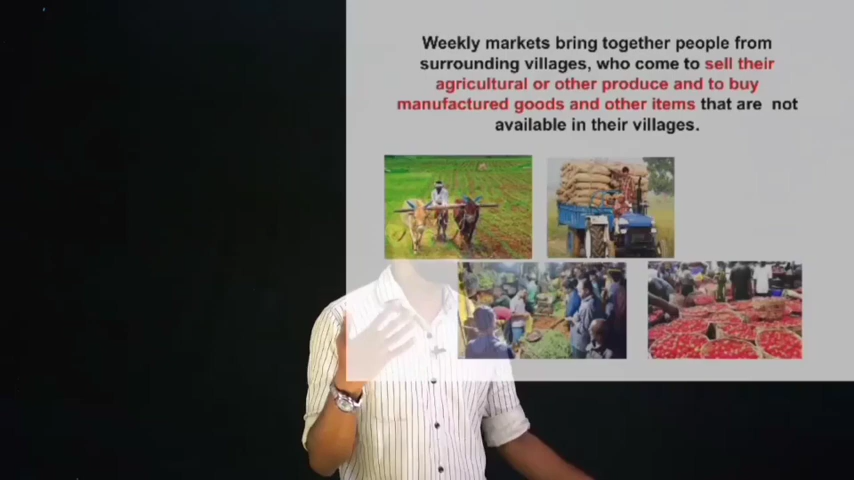 Weekly markets bring together people from
surrounding villages, who come to sell their
agricultural or other produce and to buy
manufactured goods and other items that are not
available in their villages.